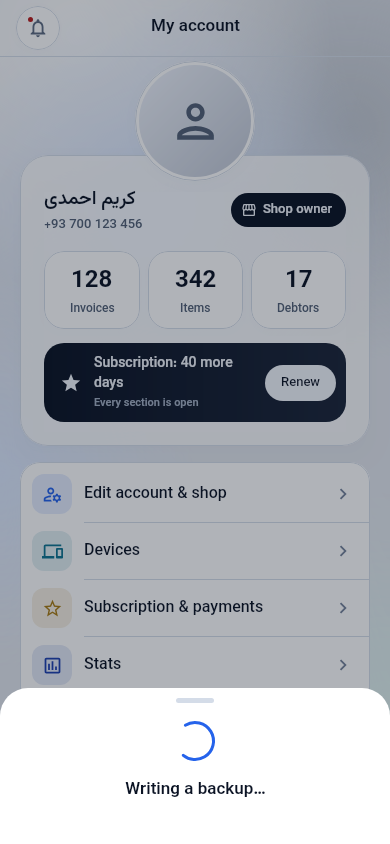 My account
کریم احمدی
+93 700 123 456
Shop owner
128
342
17
Invoices
Items
Debtors
Subscription: 40 more
days
Every section is open
Renew
Edit account & shop
Devices
Subscription & payments
Stats
Writing a backup...